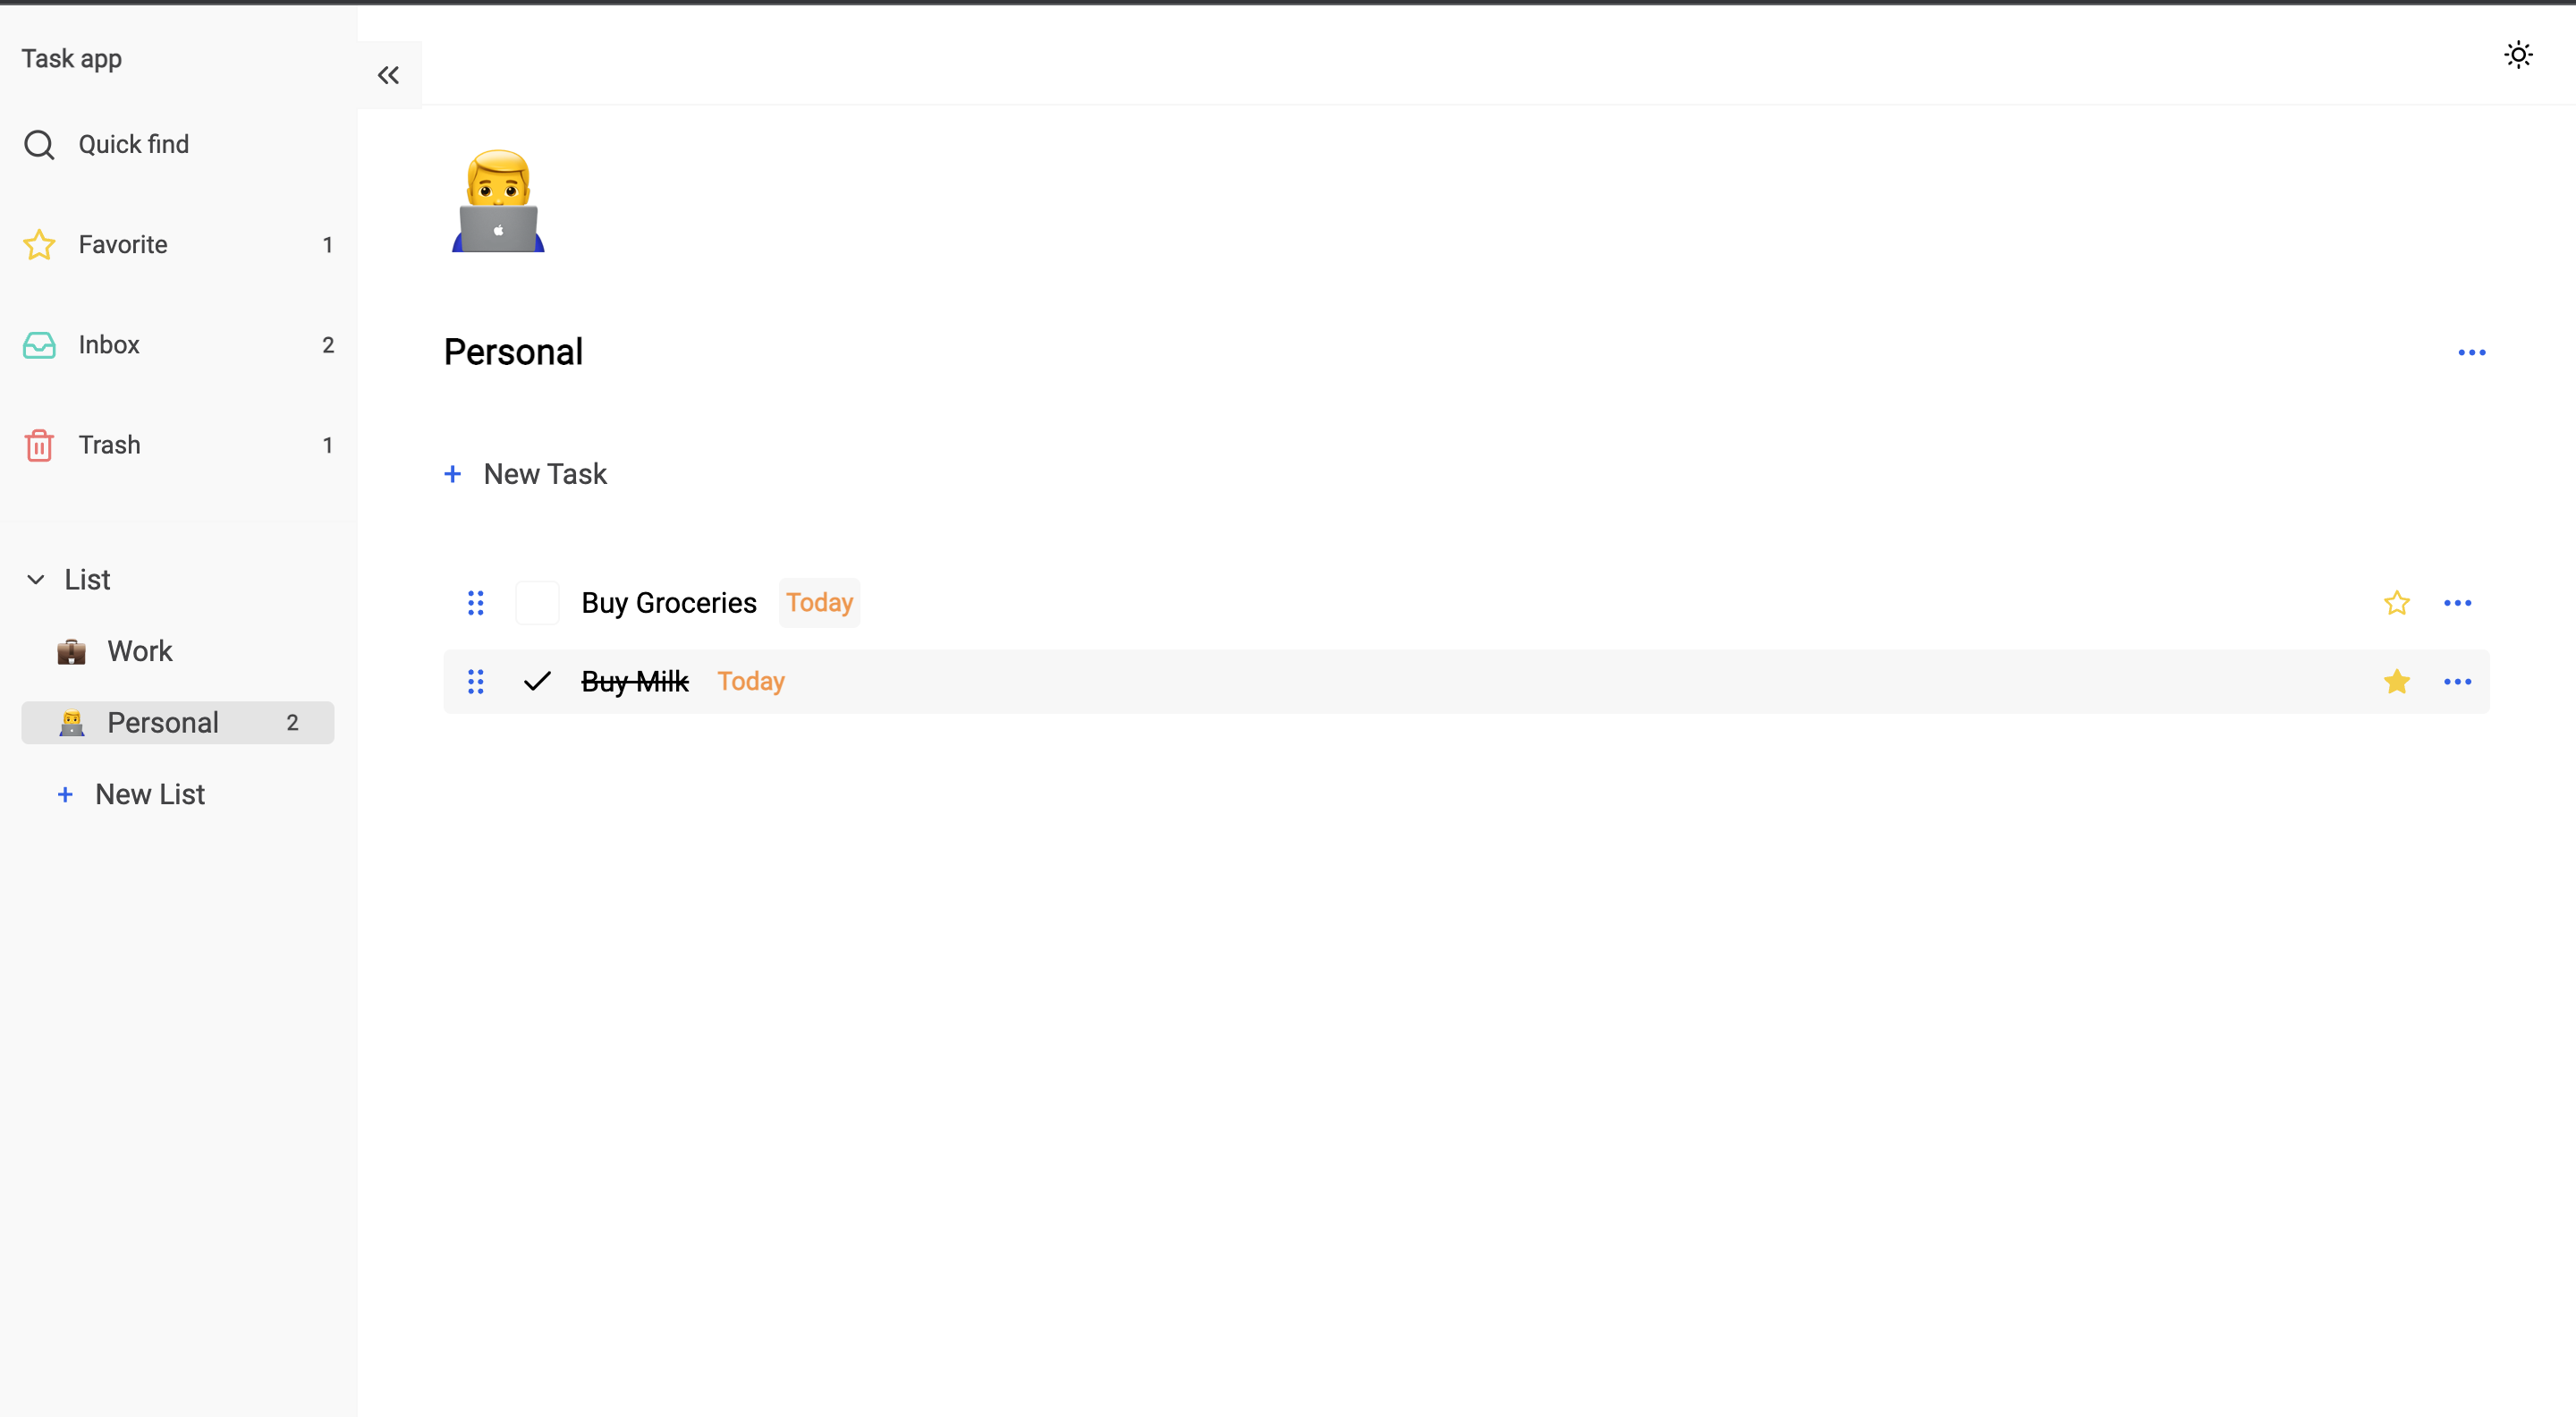 Task app
Quick find
Favorite 1
Inbox 2
Trash 1
List
Work
Personal 2
+ New List
Personal
+ New Task
Buy Groceries Today
Buy Milk Today